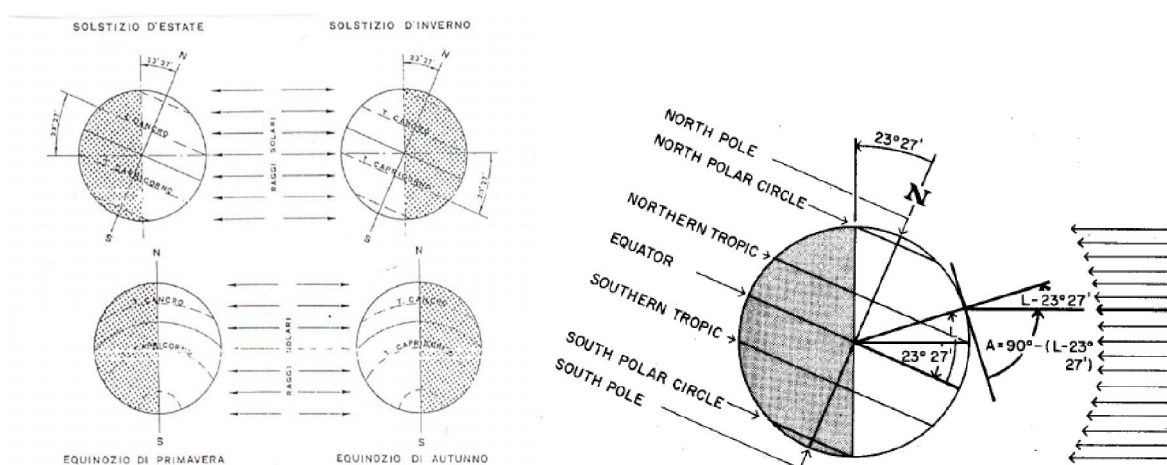 SOLSTIZIO D'ESTATE
SOLSTIZIO D'INVERNO
23°27'
N
23°27'
N
23°27'
T. CANCRO
T. CAPRICORNO
S
RAGGI SOLARI
T. CANCRO
T. CAPRICORNO
23°27'
S
N
T. CANCRO
CAPRICORNO
S
RAGGI SOLARI
N
T. CANCRO
T. CAPRICORNO
S
EQUINOZIO DI PRIMAVERA
EQUINOZIO DI AUTUNNO
NORTH POLE
NORTH POLAR CIRCLE
NORTHERN TROPIC
EQUATOR
SOUTHERN TROPIC
SOUTH POLAR CIRCLE
SOUTH POLE
23°27'
N
L-23°27'
23°27'
A=90°-(L-23°
27')